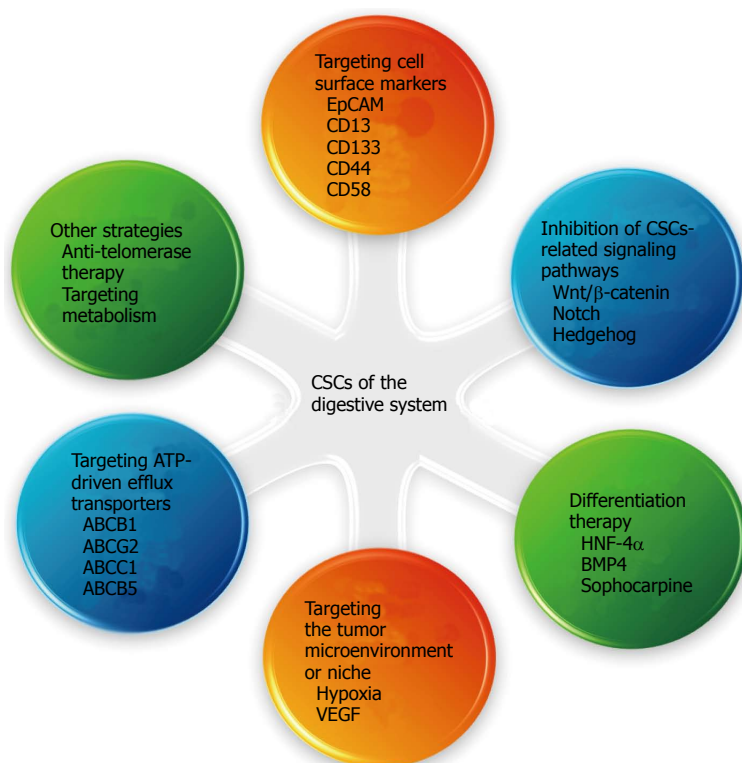 Targeting cell
surface markers
EpCAM
CD13
CD133
CD44
CD58
Inhibition of CSCs-
related signaling
pathways
Wnt/β-catenin
Notch
Hedgehog
Differentiation
therapy
HNF-4α
BMP4
Sophocarpine
Targeting
the tumor
microenvironment
or niche
Hypoxia
VEGF
Targeting ATP-
driven efflux
transporters
ABCB1
ABCG2
ABCC1
ABCB5
Other strategies
Anti-telomerase
therapy
Targeting
metabolism
CSCs of the
digestive system